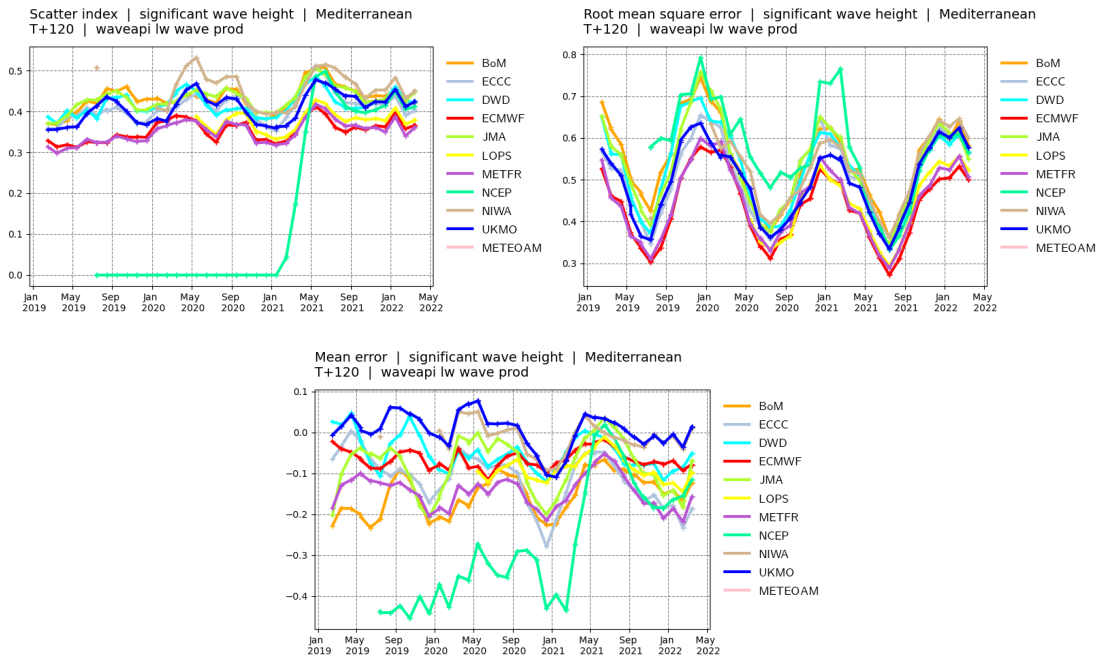 Scatter index | significant wave height | Mediterranean
T+120 | waveapi lw wave prod
0.5
0.4
0.3
0.2
0.1
0.0
Jan 2019
May 2019
Sep 2019
Jan 2020
May 2020
Sep 2020
Jan 2021
May 2021
Sep 2021
Jan 2022
May 2022
BoM
ECCC
DWD
ECMWF
JMA
LOPS
METFR
NCEP
NIWA
UKMO
METEOAM
Root mean square error | significant wave height | Mediterranean
T+120 | waveapi lw wave prod
0.8
0.7
0.6
0.5
0.4
0.3
Jan 2019
May 2019
Sep 2019
Jan 2020
May 2020
Sep 2020
Jan 2021
May 2021
Sep 2021
Jan 2022
May 2022
BoM
ECCC
DWD
ECMWF
JMA
LOPS
METFR
NCEP
NIWA
UKMO
METEOAM
Mean error | significant wave height | Mediterranean
T+120 | waveapi lw wave prod
0.1
0.0
−0.1
−0.2
−0.3
−0.4
Jan 2019
May 2019
Sep 2019
Jan 2020
May 2020
Sep 2020
Jan 2021
May 2021
Sep 2021
Jan 2022
May 2022
BoM
ECCC
DWD
ECMWF
JMA
LOPS
METFR
NCEP
NIWA
UKMO
METEOAM